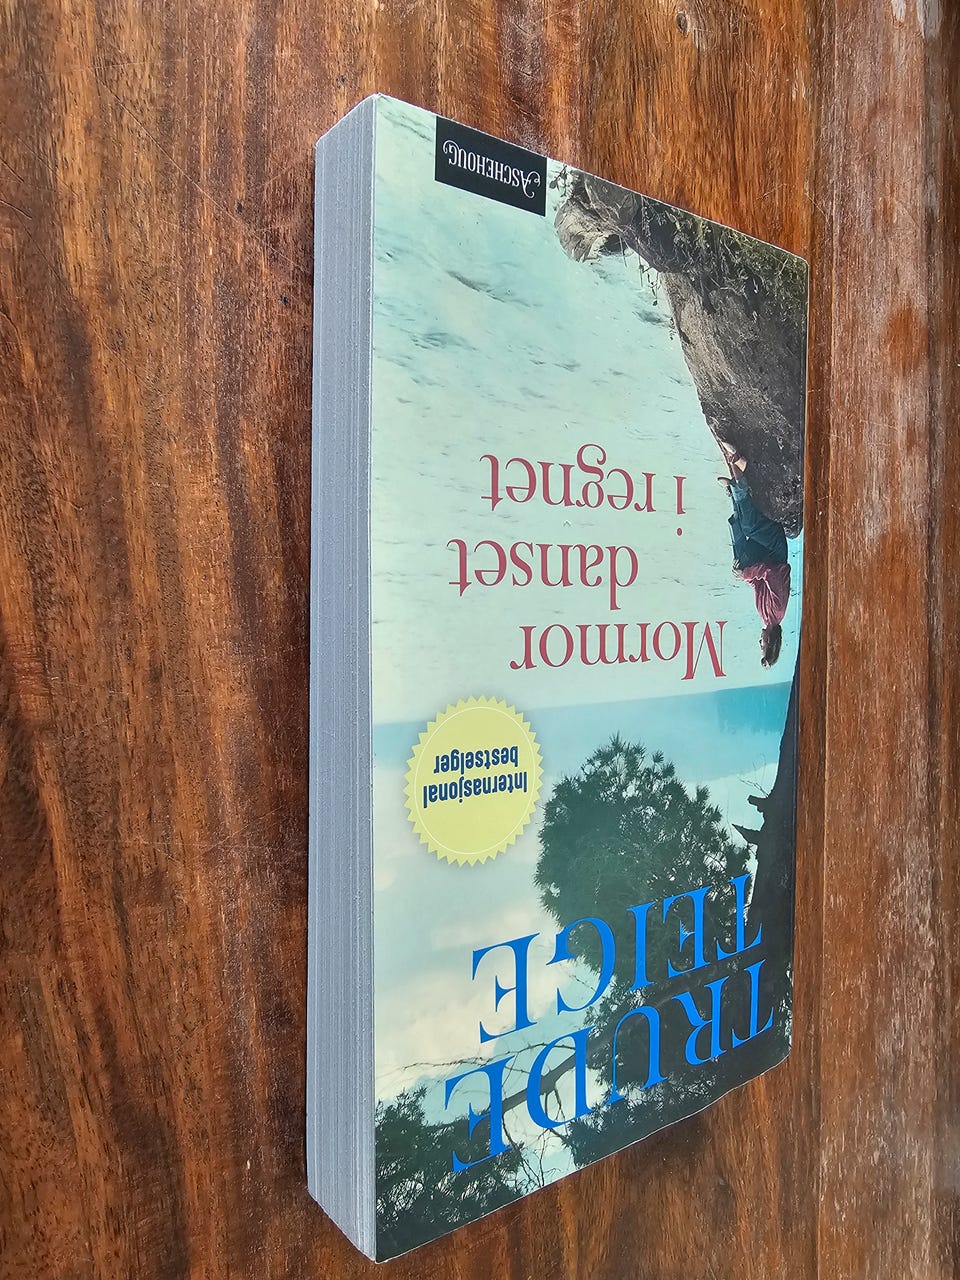 TRUDE
TEIGE
Internasjonal
bestselger
Mormor
danset
i regnet
ASCHEHOUG